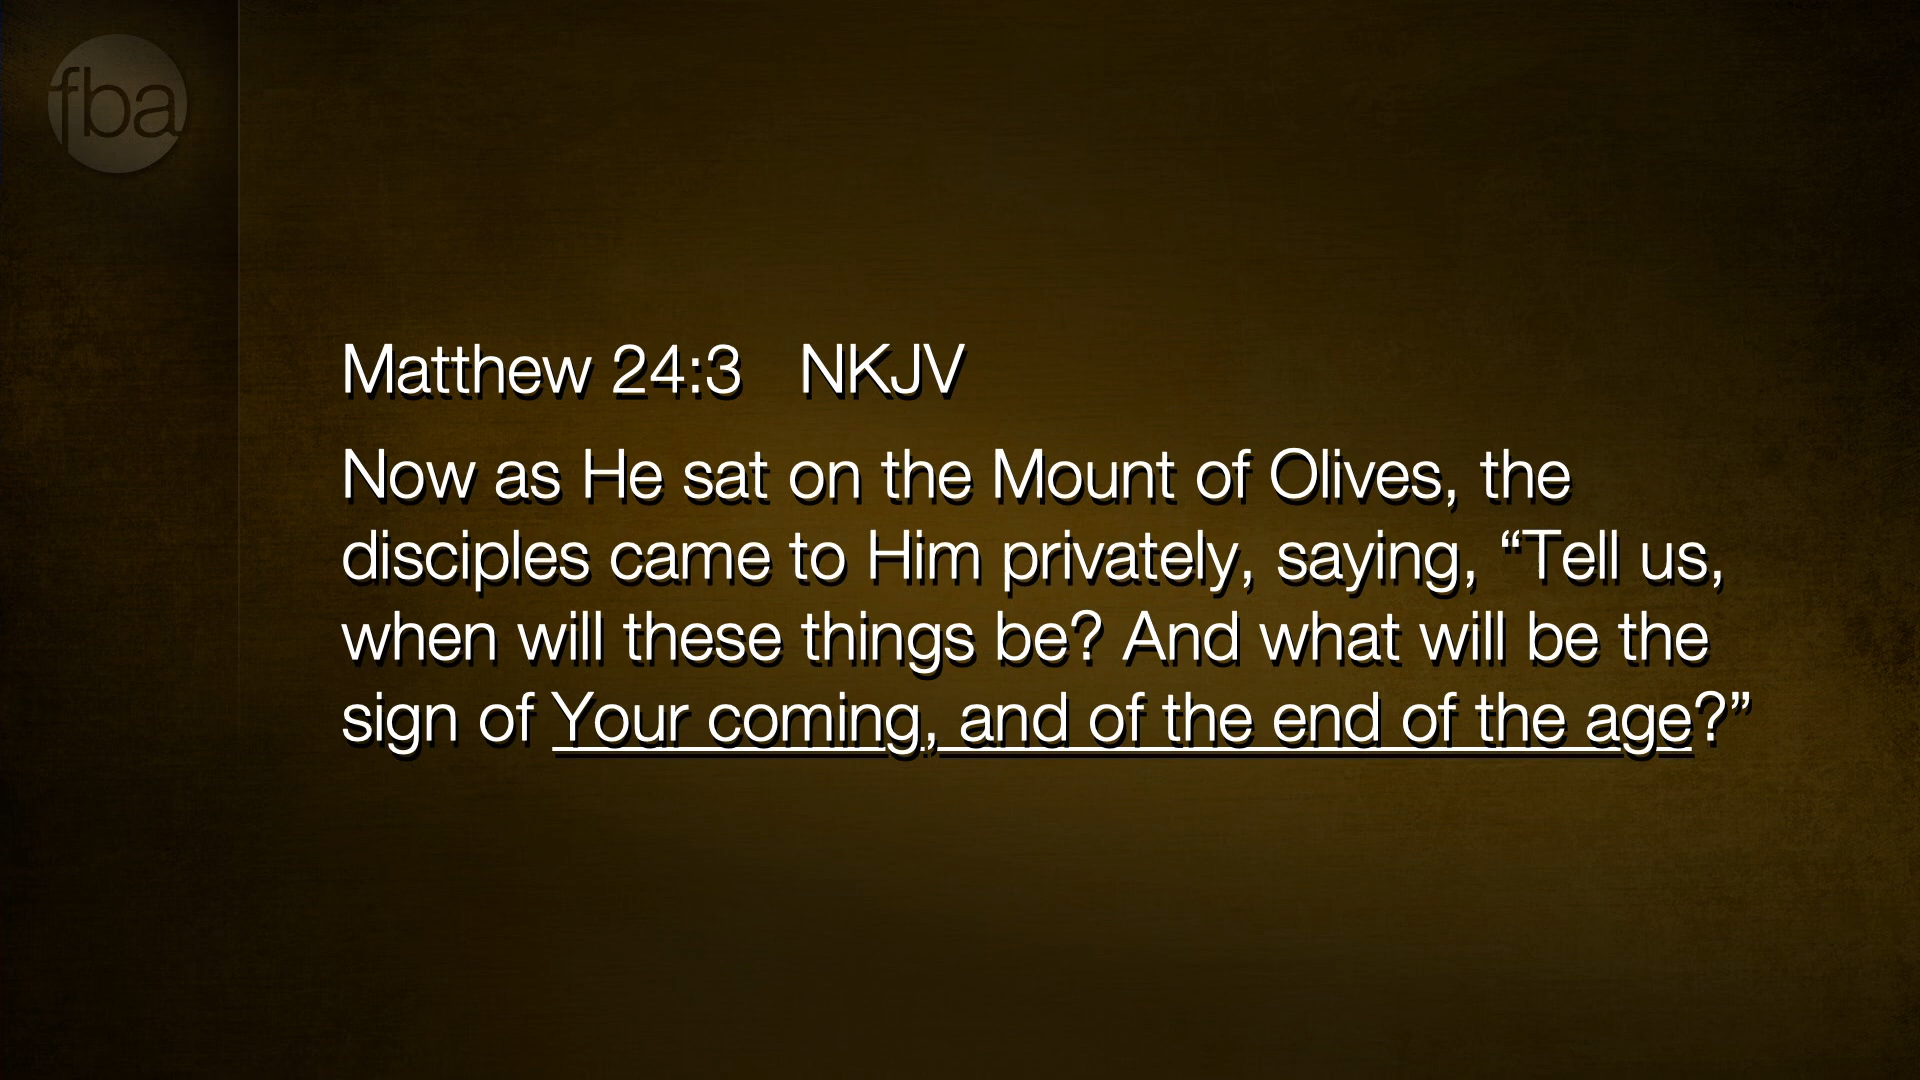 fba
Matthew 24:3 NKJV
Now as He sat on the Mount of Olives, the
disciples came to Him privately, saying, “Tell us,
when will these things be? And what will be the
sign of Your coming, and of the end of the age?”